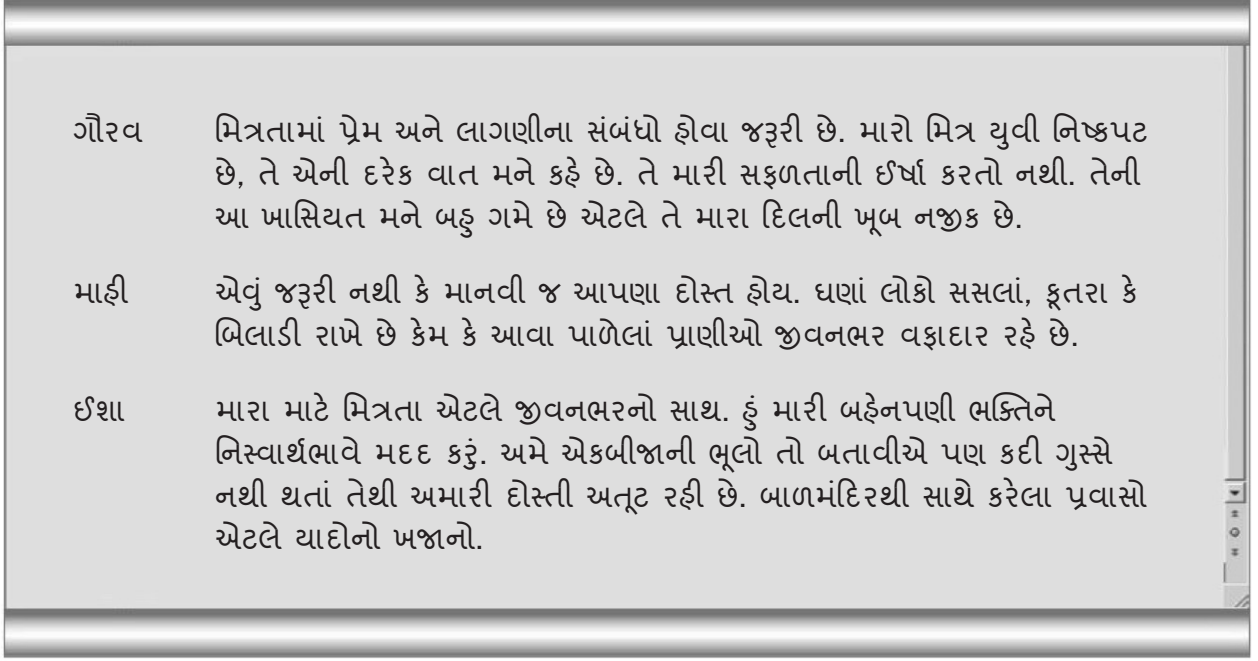 ગૌરવ મિત્રતામાં પ્રેમ અને લાગણીના સંબંધો હોવા જરૂરી છે. મારો મિત્ર યુવી નિષ્કપટ
છે, તે એની દરેક વાત મને કહે છે. તે મારી સફળતાની ઈર્ષા કરતો નથી. તેની
આ ખાસિયત મને બહુ ગમે છે એટલે તે મારા દિલની ખૂબ નજીક છે.
માહી એવું જરૂરી નથી કે માનવી જ આપણા દોસ્ત હોય. ઘણાં લોકો સસલાં, કૂતરા કે
બિલાડી રાખે છે કેમ કે આવા પાળેલાં પ્રાણીઓ જીવનભર વફાદાર રહે છે.
ઈશા મારા માટે મિત્રતા એટલે જીવનભરનો સાથ. હું મારી બહેનપણી ભક્તિને
નિસ્વાર્થભાવે મદદ કરું. અમે એકબીજાની ભૂલો તો બતાવીએ પણ કદી ગુસ્સે
નથી થતાં તેથી અમારી દોસ્તી અતૂટ રહી છે. બાળમંદિરથી સાથે કરેલા પ્રવાસો
એટલે યાદોનો ખજાનો.